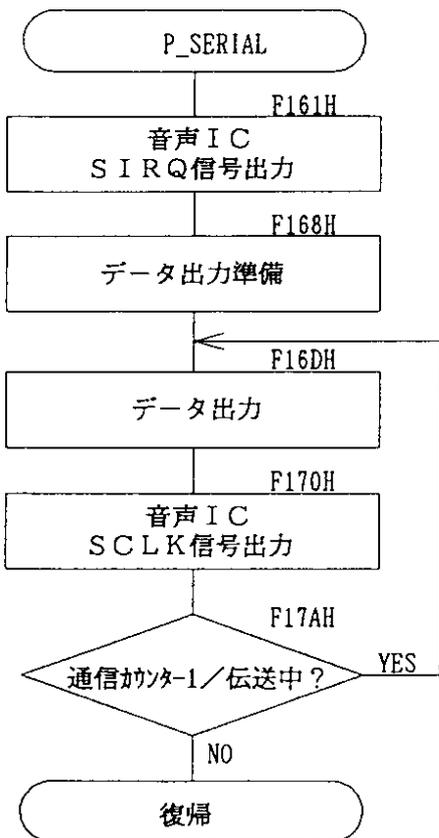 P_SERIAL
F161H
音声ＩＣ
ＳＩＲＱ信号出力
F168H
データ出力準備
F16DH
データ出力
F170H
音声ＩＣ
ＳＣＬＫ信号出力
F17AH
通信ｶｳﾝﾀｰ-1／伝送中？
YES
NO
復帰